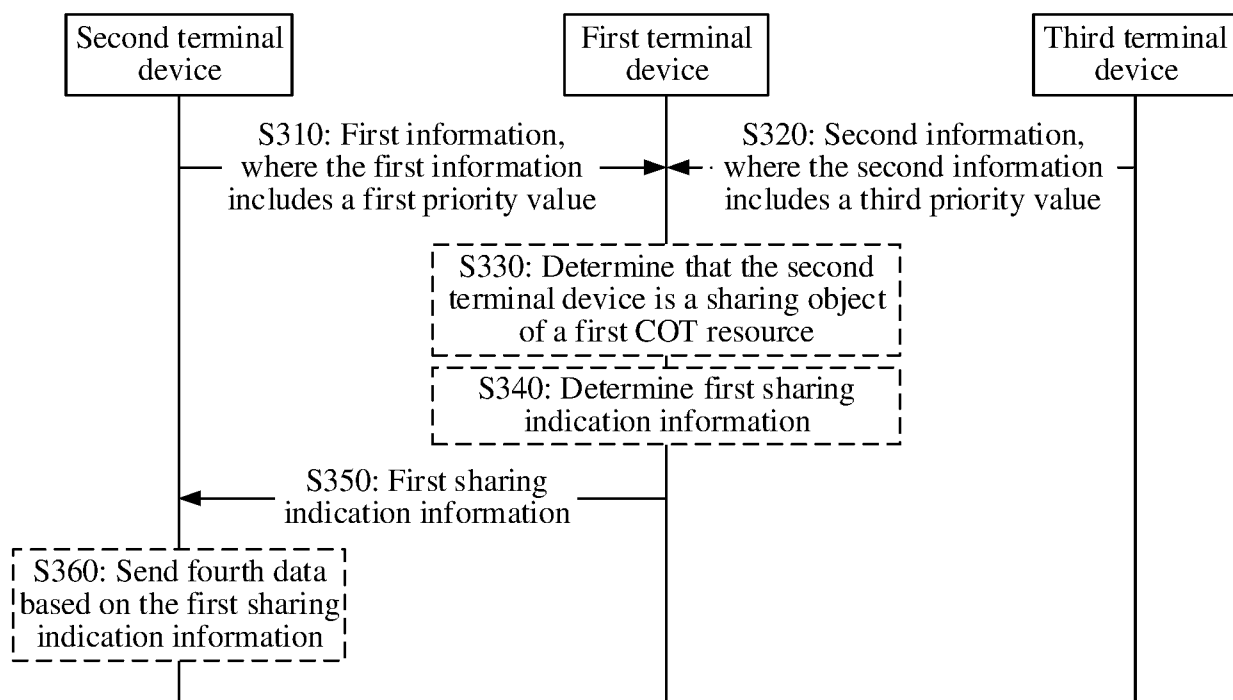 Second terminal
device
First terminal
device
Third terminal
device
S310: First information,
where the first information
includes a first priority value
S320: Second information,
where the second information
includes a third priority value
S330: Determine that the second
terminal device is a sharing object
of a first COT resource
S340: Determine first sharing
indication information
S350: First sharing
indication information
S360: Send fourth data
based on the first sharing
indication information